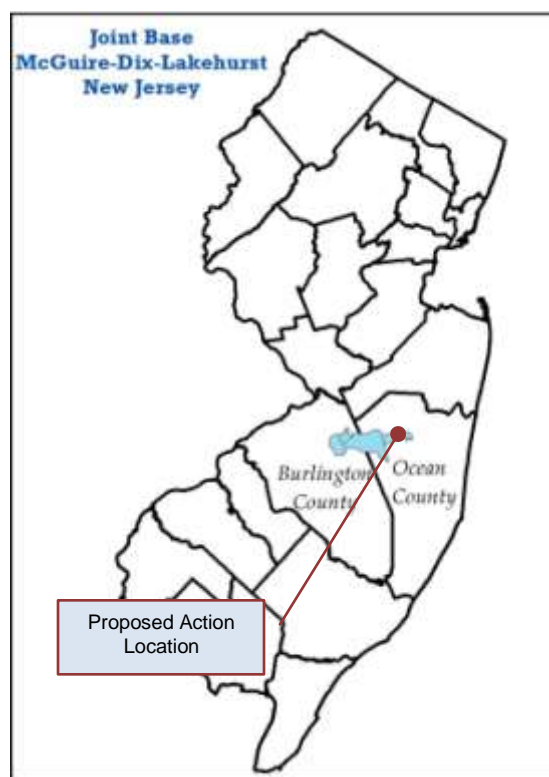 Joint Base
McGuire-Dix-Lakehurst
New Jersey
Burlington
County
Ocean
County
Proposed Action
Location